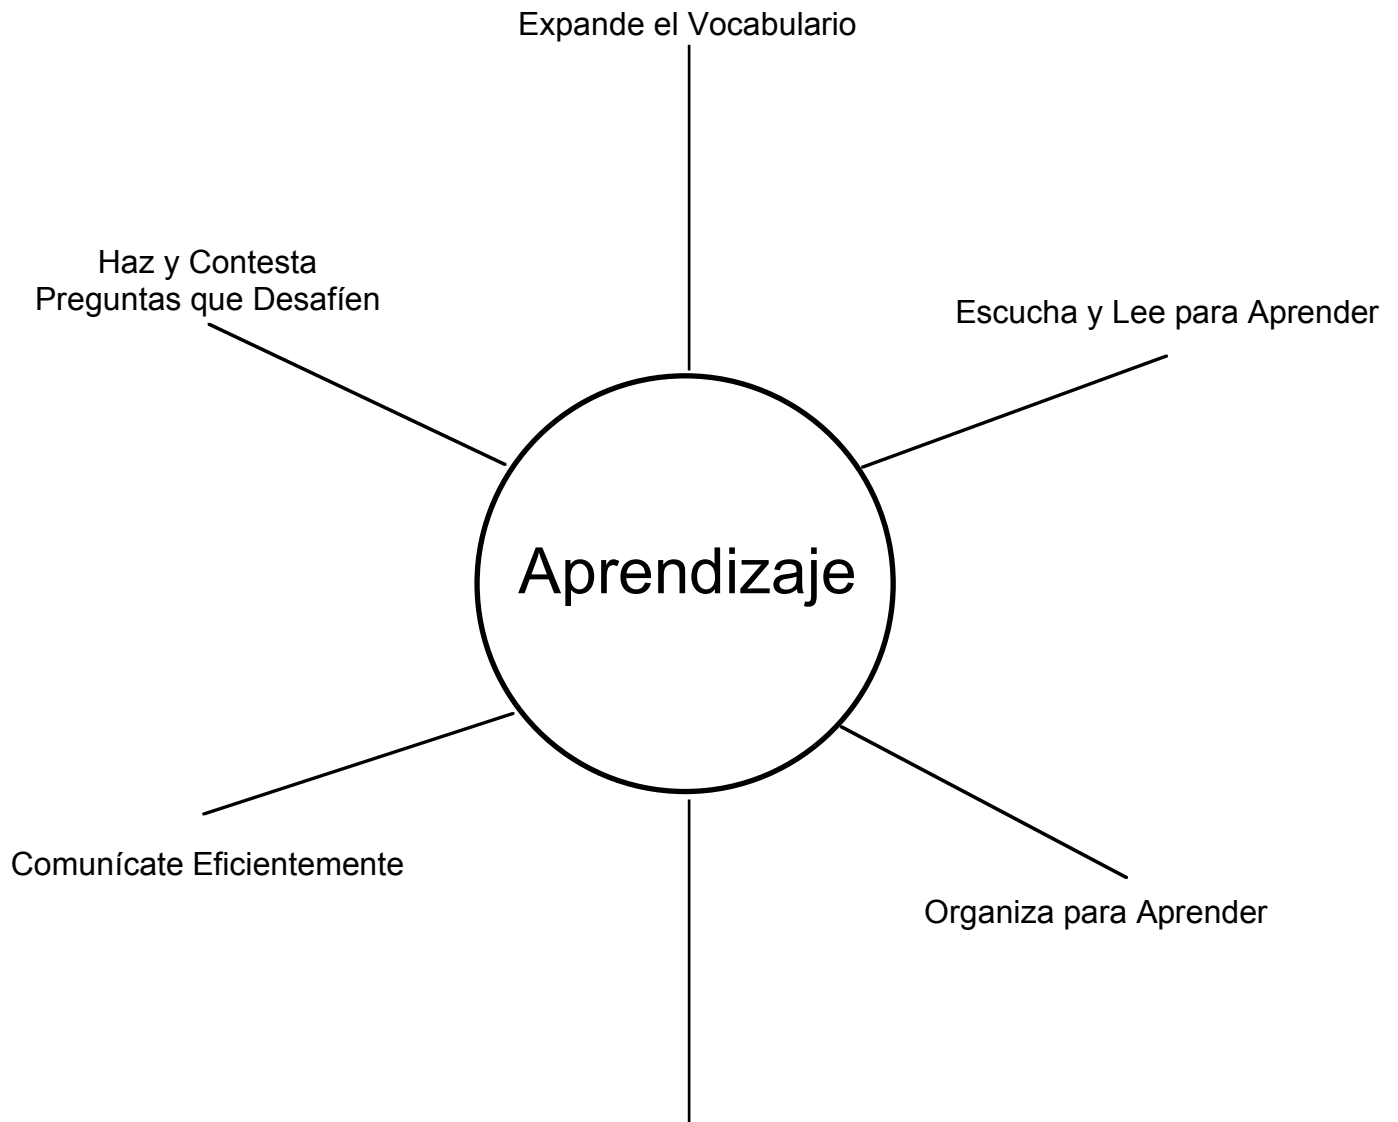 Expande el Vocabulario
Haz y Contesta
Preguntas que Desafíen
Escucha y Lee para Aprender
Aprendizaje
Comunícate Eficientemente
Organiza para Aprender